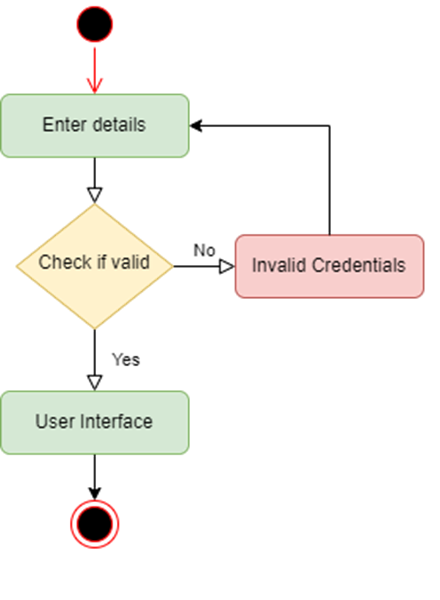 Enter details
Check if valid
No
Invalid Credentials
Yes
User Interface